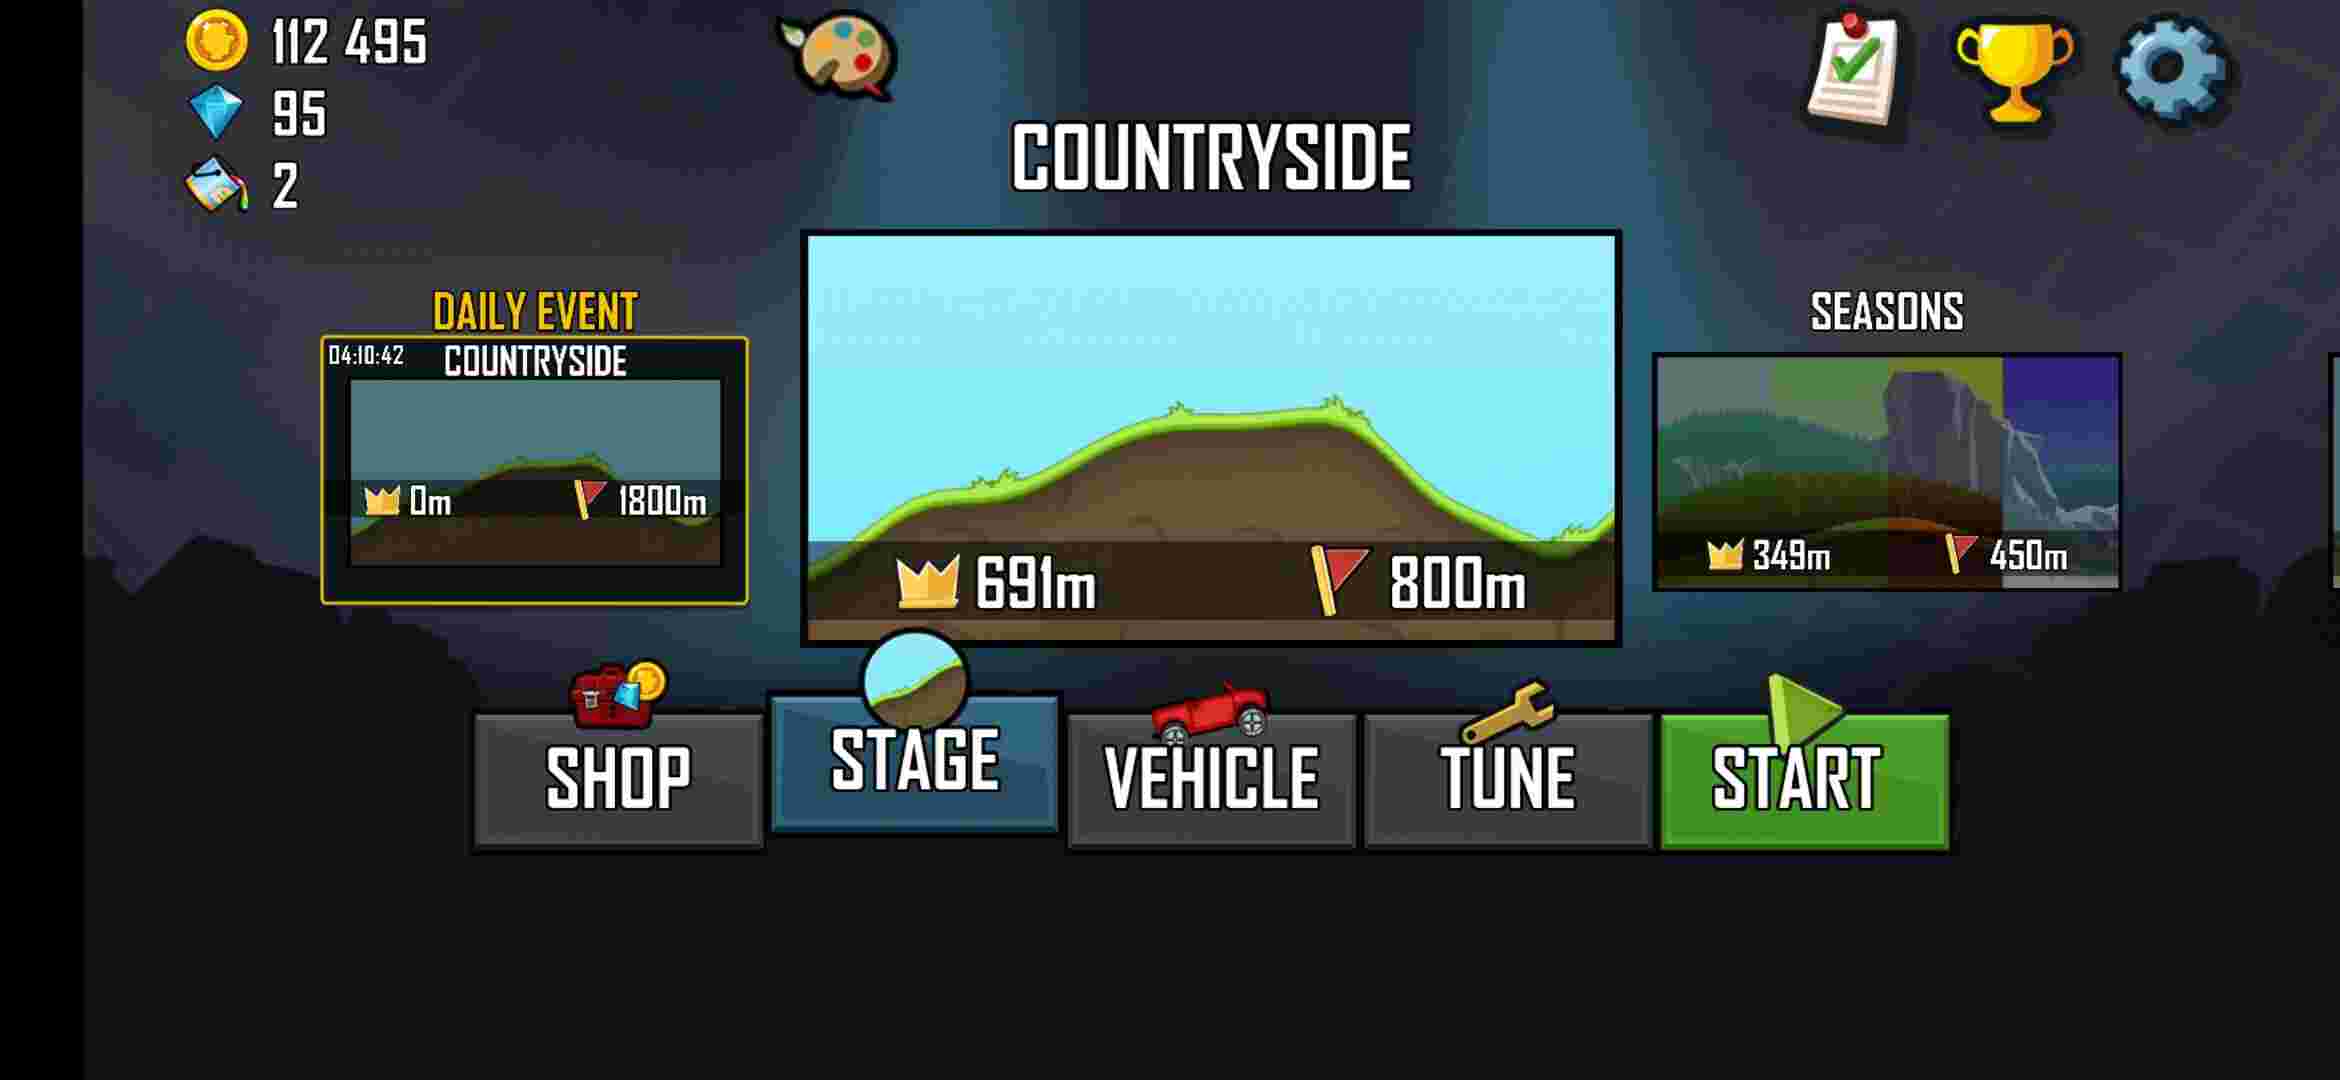 112 495
95
2
COUNTRYSIDE
DAILY EVENT
04:10:42 COUNTRYSIDE
0m 1800m
691m 800m
SEASONS
349m 450m
SHOP
STAGE
VEHICLE
TUNE
START